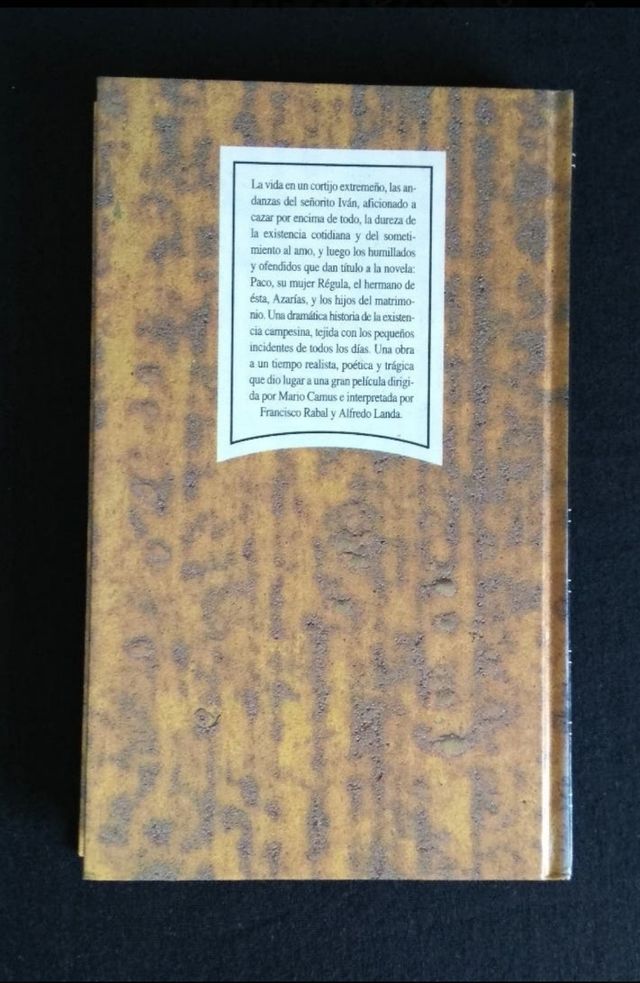 La vida en un cortijo extremeño, las an-
danzas del señorito Iván, aficionado a
cazar por encima de todo, la dureza de
la existencia cotidiana y del someti-
miento al amo, y luego los humillados
y ofendidos que dan título a la novela:
Paco, su mujer Régula, el hermano de
ésta, Azarías, y los hijos del matrimo-
nio. Una dramática historia de la existen-
cia campesina, tejida con los pequeños
incidentes de todos los días. Una obra
a un tiempo realista, poética y trágica
que dio lugar a una gran película dirigi-
da por Mario Camus e interpretada por
Francisco Rabal y Alfredo Landa.